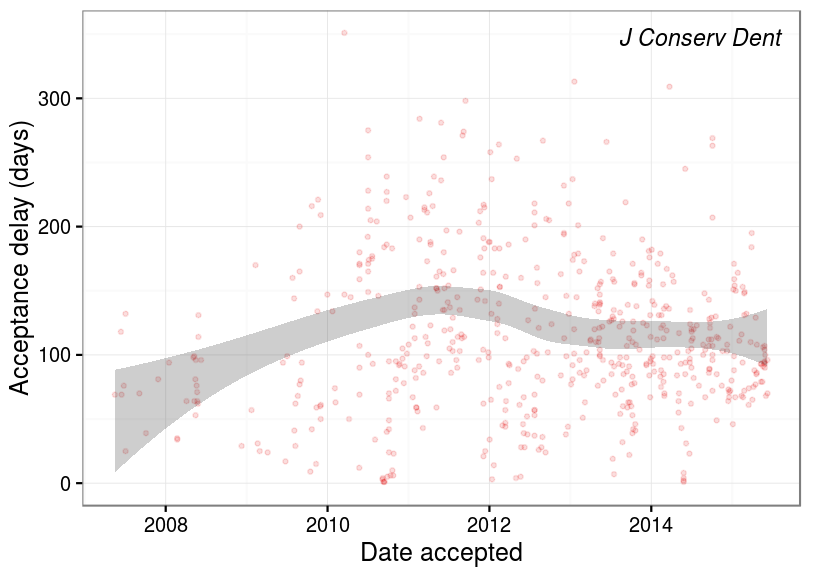 J Conserv Dent
Acceptance delay (days)
300
200
100
0
2008 2010 2012 2014
Date accepted